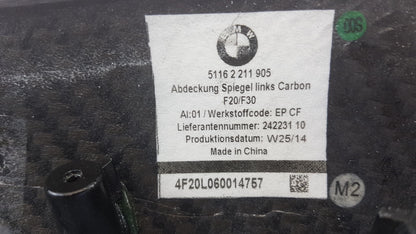 BMW
00S
5116 2 211 905
Abdeckung Spiegel links Carbon
F20/F30
AI:01 / Werkstoffcode: EP CF
Lieferantennummer: 242231 10
Produktionsdatum: W25/14
Made in China
4F20L060014757
M2